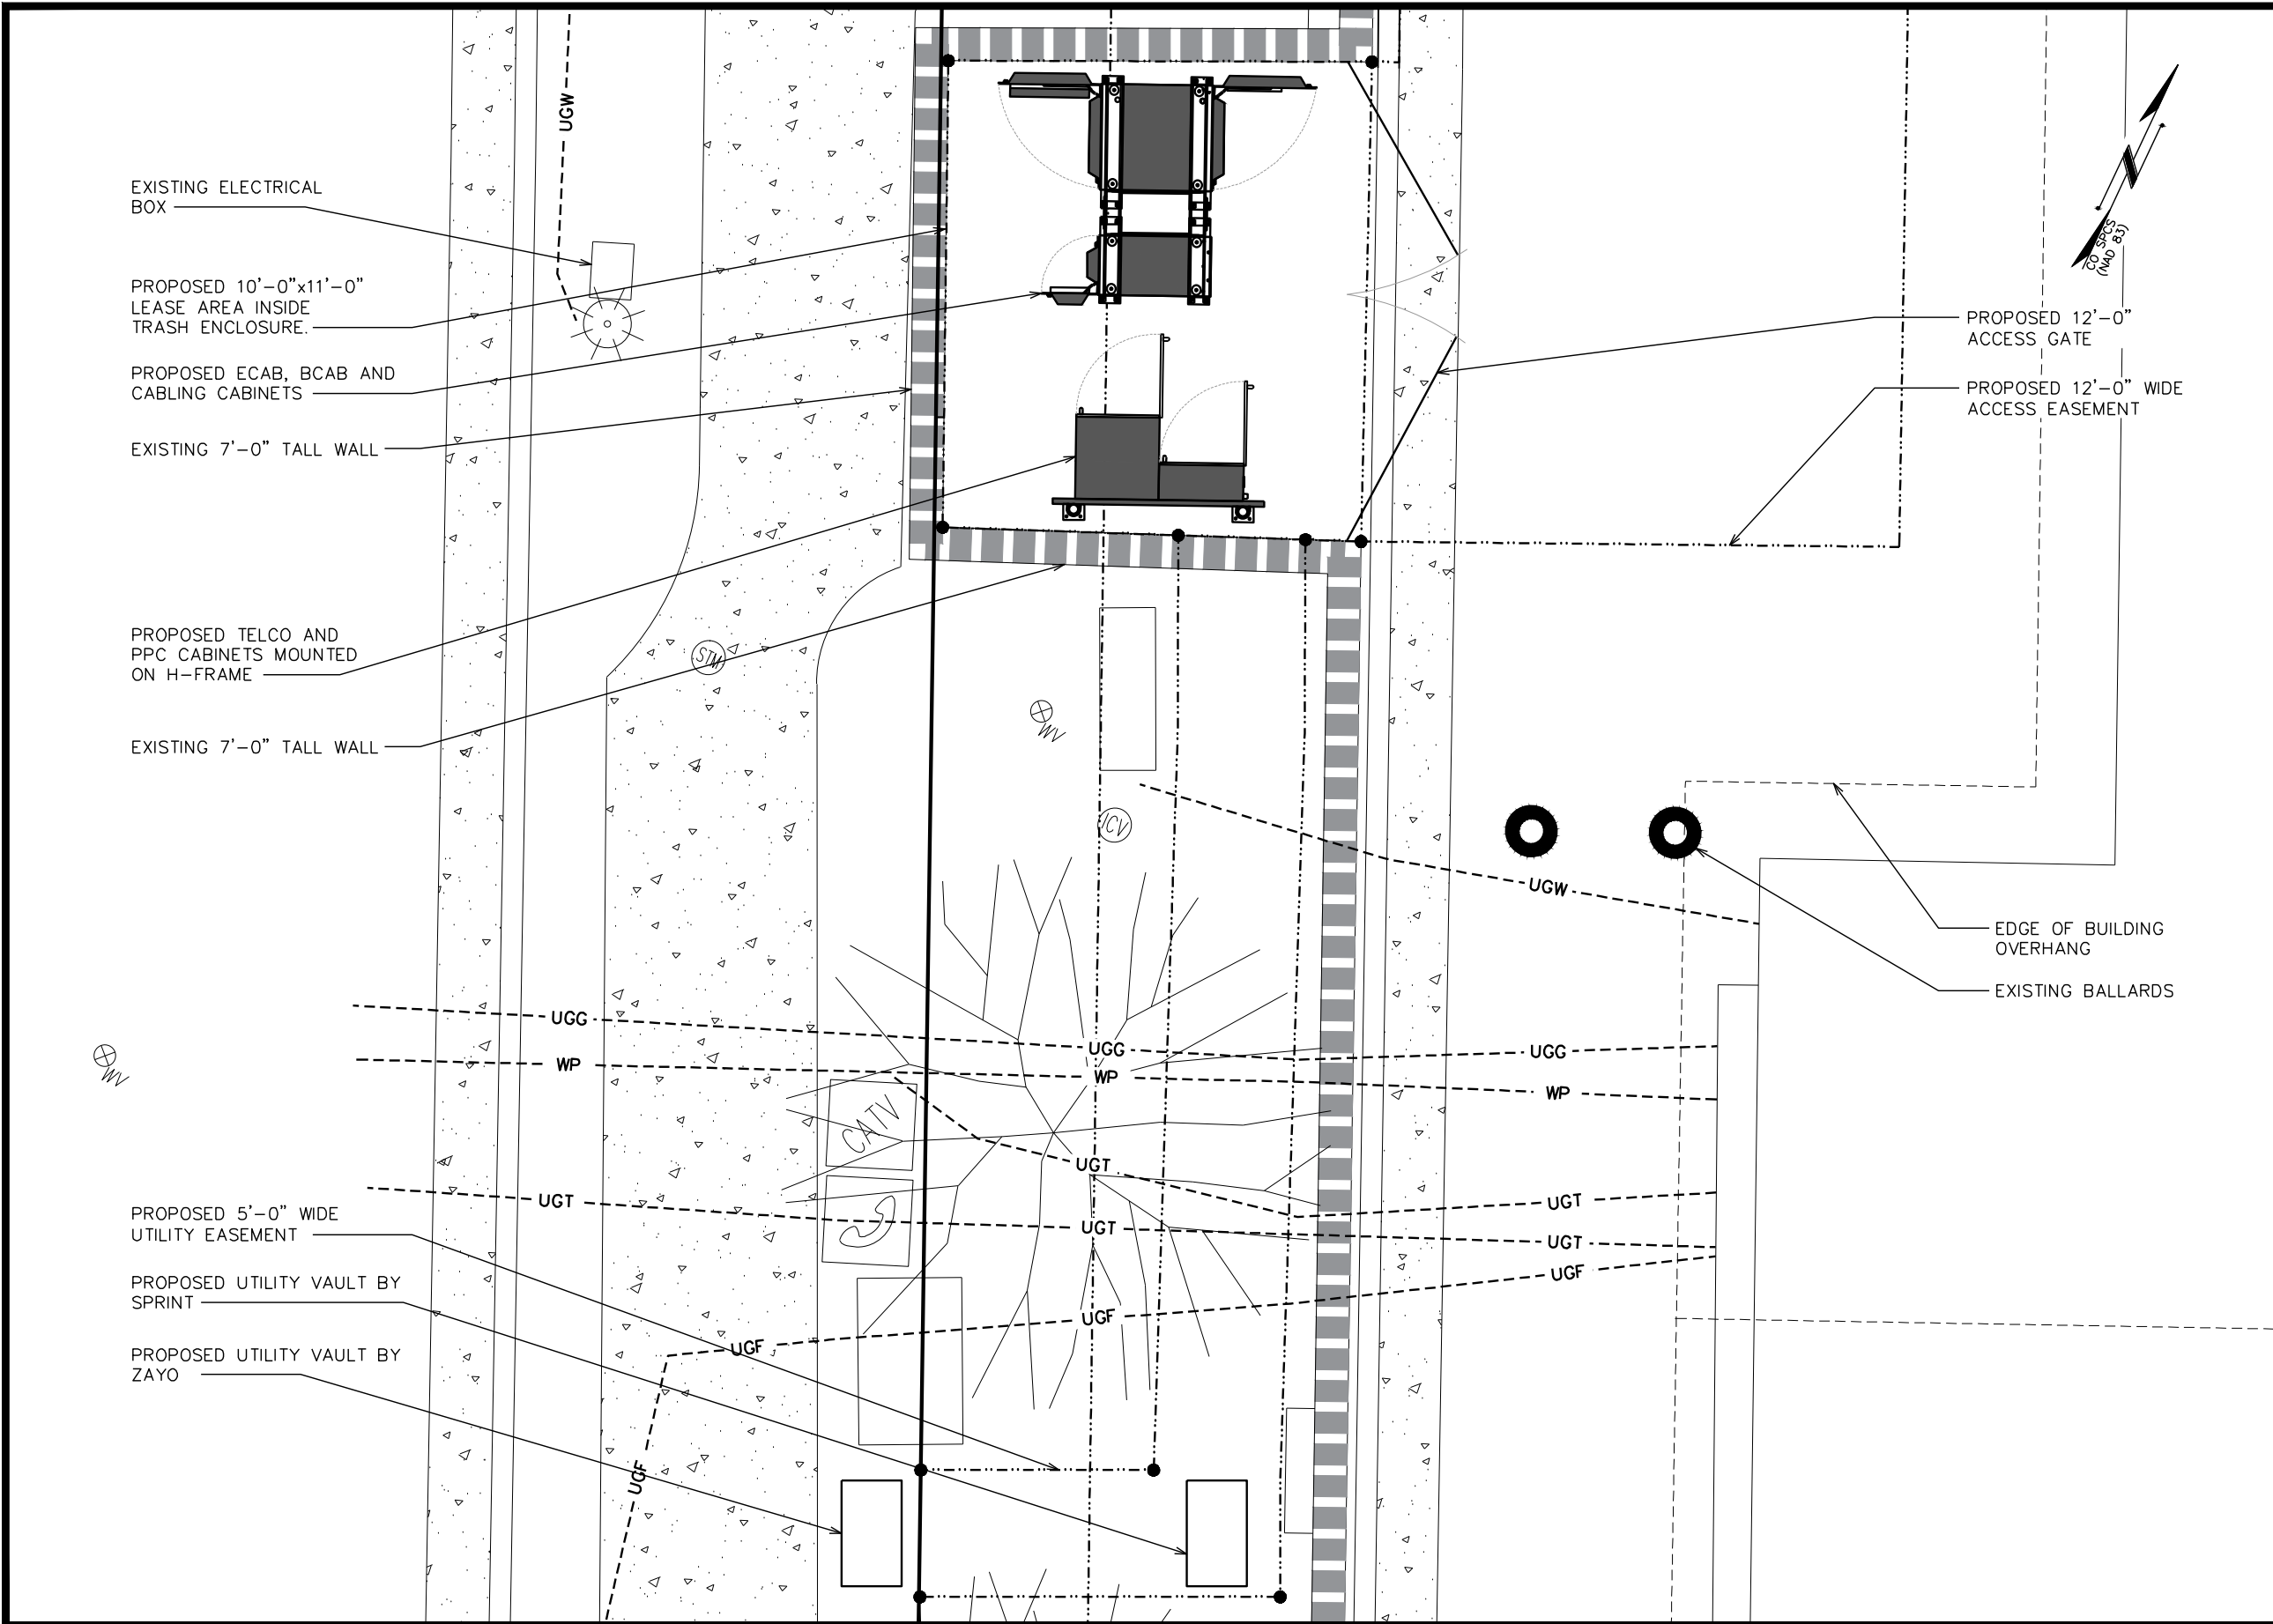 EXISTING ELECTRICAL
BOX
PROPOSED 10'-0"x11'-0"
LEASE AREA INSIDE
TRASH ENCLOSURE.
PROPOSED ECAB, BCAB AND
CABLING CABINETS
EXISTING 7'-0" TALL WALL
PROPOSED TELCO AND
PPC CABINETS MOUNTED
ON H-FRAME
EXISTING 7'-0" TALL WALL
PROPOSED 5'-0" WIDE
UTILITY EASEMENT
PROPOSED UTILITY VAULT BY
SPRINT
PROPOSED UTILITY VAULT BY
ZAYO
UGW
STM
WV
ICV
UGW
UGG
UGG
UGG
WP
WP
WP
WV
CATV
UGT
UGT
UGT
UGT
UGT
UGF
UGF
UGF
UGF
N
CO SPCS
(NAD 83)
PROPOSED 12'-0"
ACCESS GATE
PROPOSED 12'-0" WIDE
ACCESS EASEMENT
EDGE OF BUILDING
OVERHANG
EXISTING BALLARDS